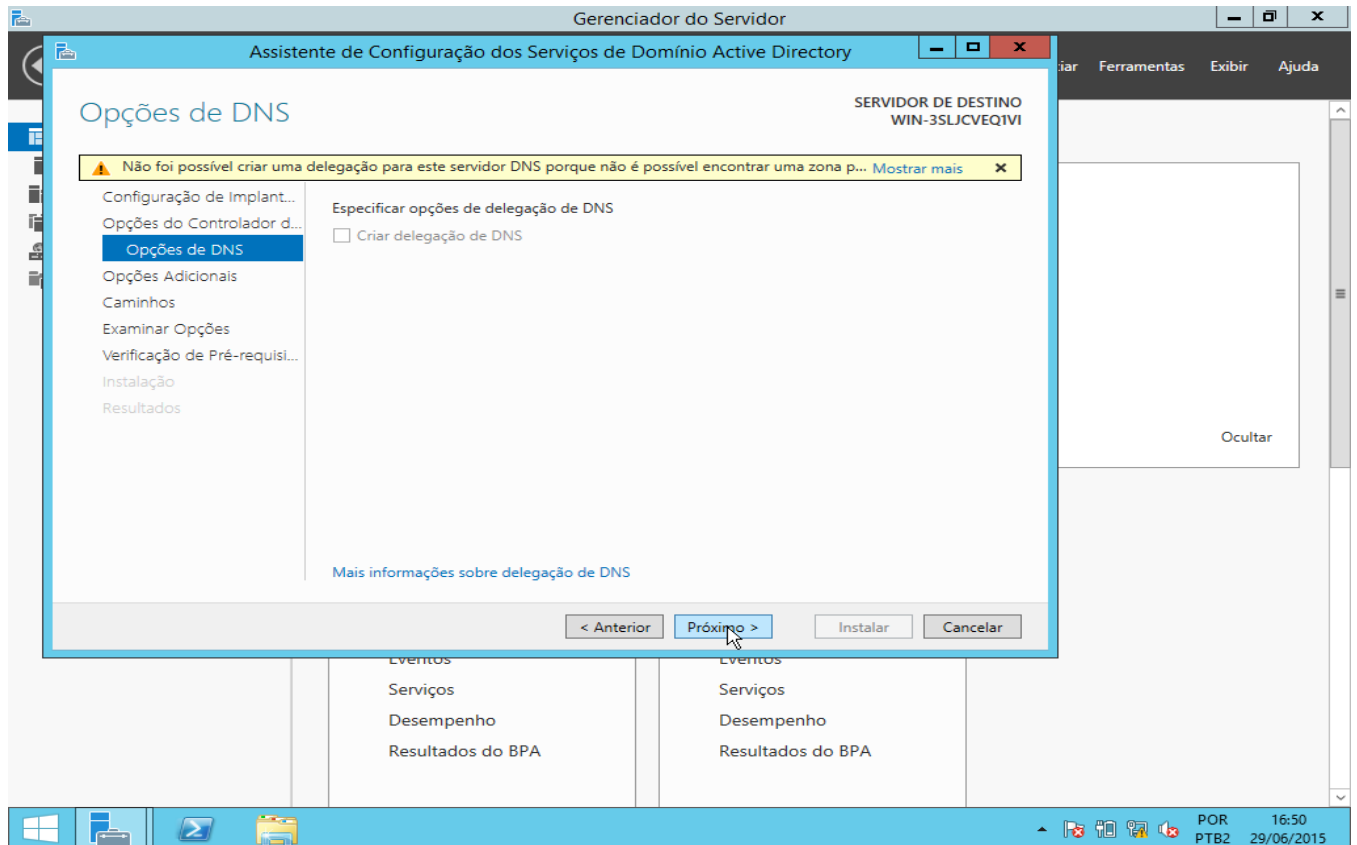 Gerenciador do Servidor
Assistente de Configuração dos Serviços de Domínio Active Directory
Ferramentas Exibir Ajuda
Opções de DNS
SERVIDOR DE DESTINO
WIN-3SLJCVEQ1VI
Não foi possível criar uma delegação para este servidor DNS porque não é possível encontrar uma zona p... Mostrar mais
Configuração de Implant...
Opções do Controlador d...
Opções de DNS
Opções Adicionais
Caminhos
Examinar Opções
Verificação de Pré-requisi...
Instalação
Resultados
Especificar opções de delegação de DNS
Criar delegação de DNS
Mais informações sobre delegação de DNS
Ocultar
< Anterior Próximo > Instalar Cancelar
Eventos Eventos
Serviços Serviços
Desempenho Desempenho
Resultados do BPA Resultados do BPA
POR 16:50
PTB2 29/06/2015